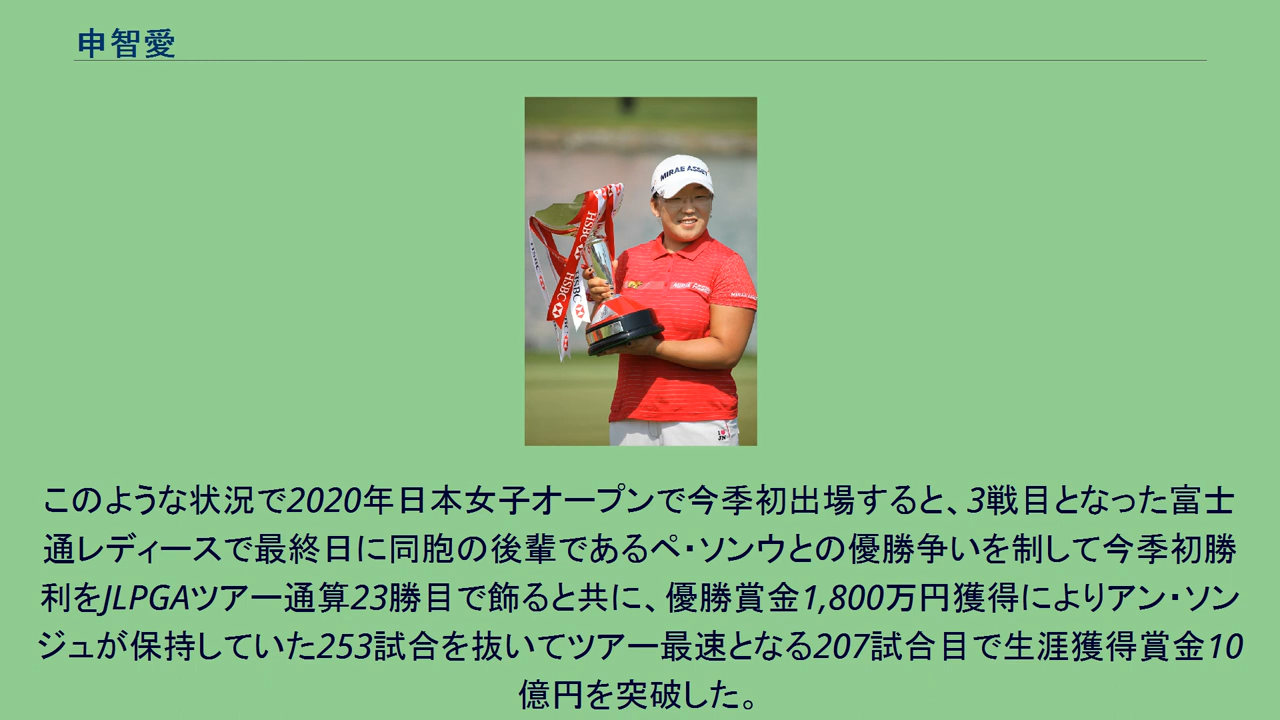 申智愛
MIRAE ASSET
HSBC
HSBC
HSBC
このような状況で2020年日本女子オープンで今季初出場すると、3戦目となった富士
通レディースで最終日に同胞の後輩であるペ・ソンウとの優勝争いを制して今季初勝
利をJLPGAツアー通算23勝目で飾ると共に、優勝賞金1,800万円獲得によりアン・ソン
ジュが保持していた253試合を抜いてツアー最速となる207試合目で生涯獲得賞金10
億円を突破した。